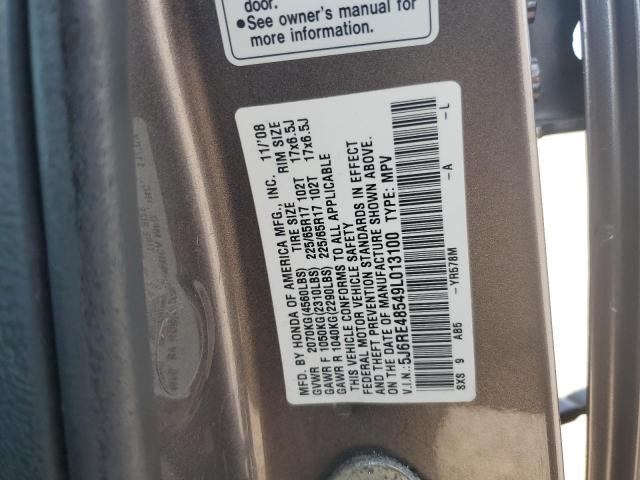 door.
•See owner's manual for
more information.
MFD. BY HONDA OF AMERICA MFG., INC. 11/'08
GVWR 2070KG(4560LBS) TIRE SIZE RIM SIZE
GAWR F 1050KG(2310LBS) 225/65R17 102T 17x6.5J
GAWR R 1040KG(2290LBS) 225/65R17 102T 17x6.5J
THIS VEHICLE CONFORMS TO ALL APPLICABLE
FEDERAL MOTOR VEHICLE SAFETY
AND THEFT PREVENTION STANDARDS IN EFFECT
ON THE DATE OF MANUFACTURE SHOWN ABOVE.
V.I.N.: 5J6RE48549L013100 TYPE: MPV
SXS 9 AB5 -YR578M -A -L